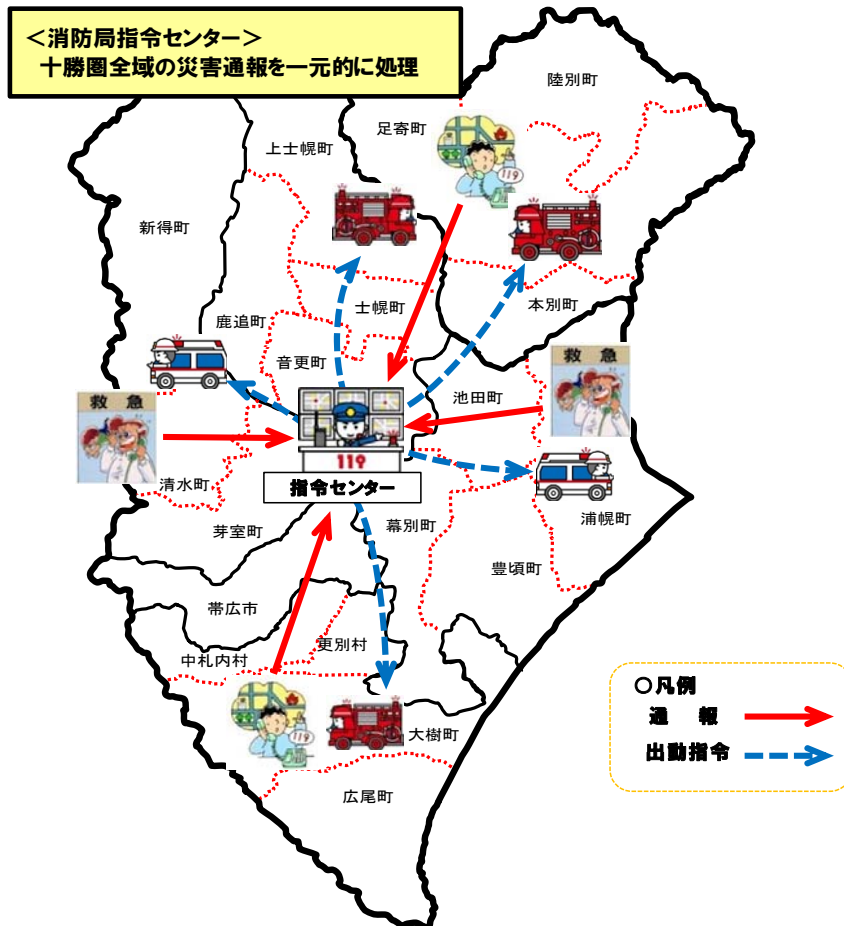 ＜消防局指令センター＞
十勝圏全域の災害通報を一元的に処理
陸別町
足寄町
上士幌町
119
新得町
本別町
士幌町
鹿追町
音更町
救急
池田町
救急
119
指令センター
清水町
浦幌町
幕別町
芽室町
豊頃町
帯広市
更別村
中札内村
119
大樹町
広尾町
○凡例
通　報
出動指令